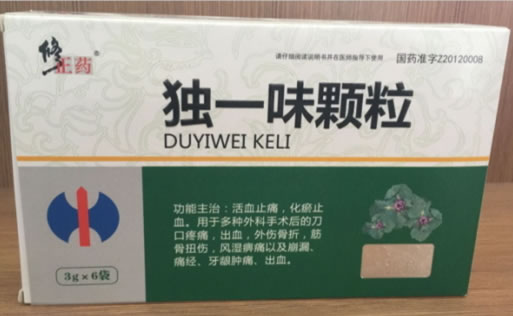 修正药
请仔细阅读说明书并在医师指导下使用
国药准字Z20120008
独一味颗粒
DUYIWEI KELI
功能主治：活血止痛，化瘀止
血。用于多种外科手术后的刀
口疼痛，出血，外伤骨折，筋
骨扭伤，风湿痹痛以及崩漏、
痛经、牙龈肿痛、出血。
3g×6袋